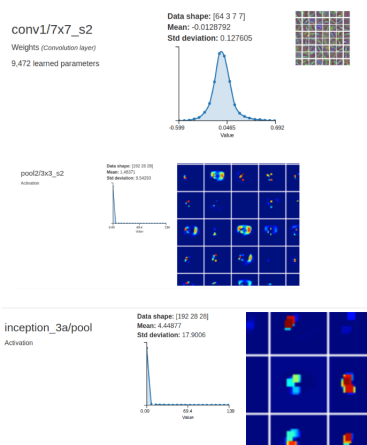 conv1/7x7_s2
Weights (Convolution layer)
9,472 learned parameters
Data shape: [64 3 7 7]
Mean: -0.0128792
Std deviation: 0.127605
-0.599 0.0465 0.692
Value
pool2/3x3_s2
Activation
Data shape: [192 28 28]
Mean: 1.46371
Std deviation: 9.54293
Value
inception_3a/pool
Activation
Data shape: [192 28 28]
Mean: 4.44877
Std deviation: 17.9006
0.00 69.4 139
Value